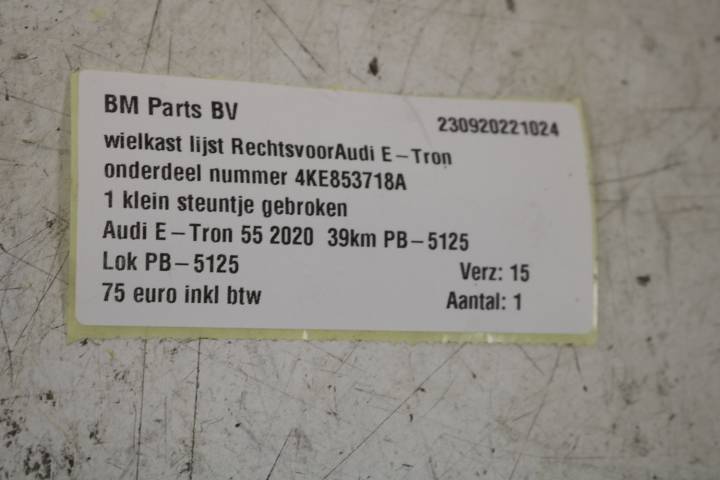 BM Parts BV 230920221024
wielkast lijst RechtsvoorAudi E-Tron
onderdeel nummer 4KE853718A
1 klein steuntje gebroken
Audi E-Tron 55 2020 39km PB-5125
Lok PB-5125 Verz: 15
75 euro inkl btw Aantal: 1